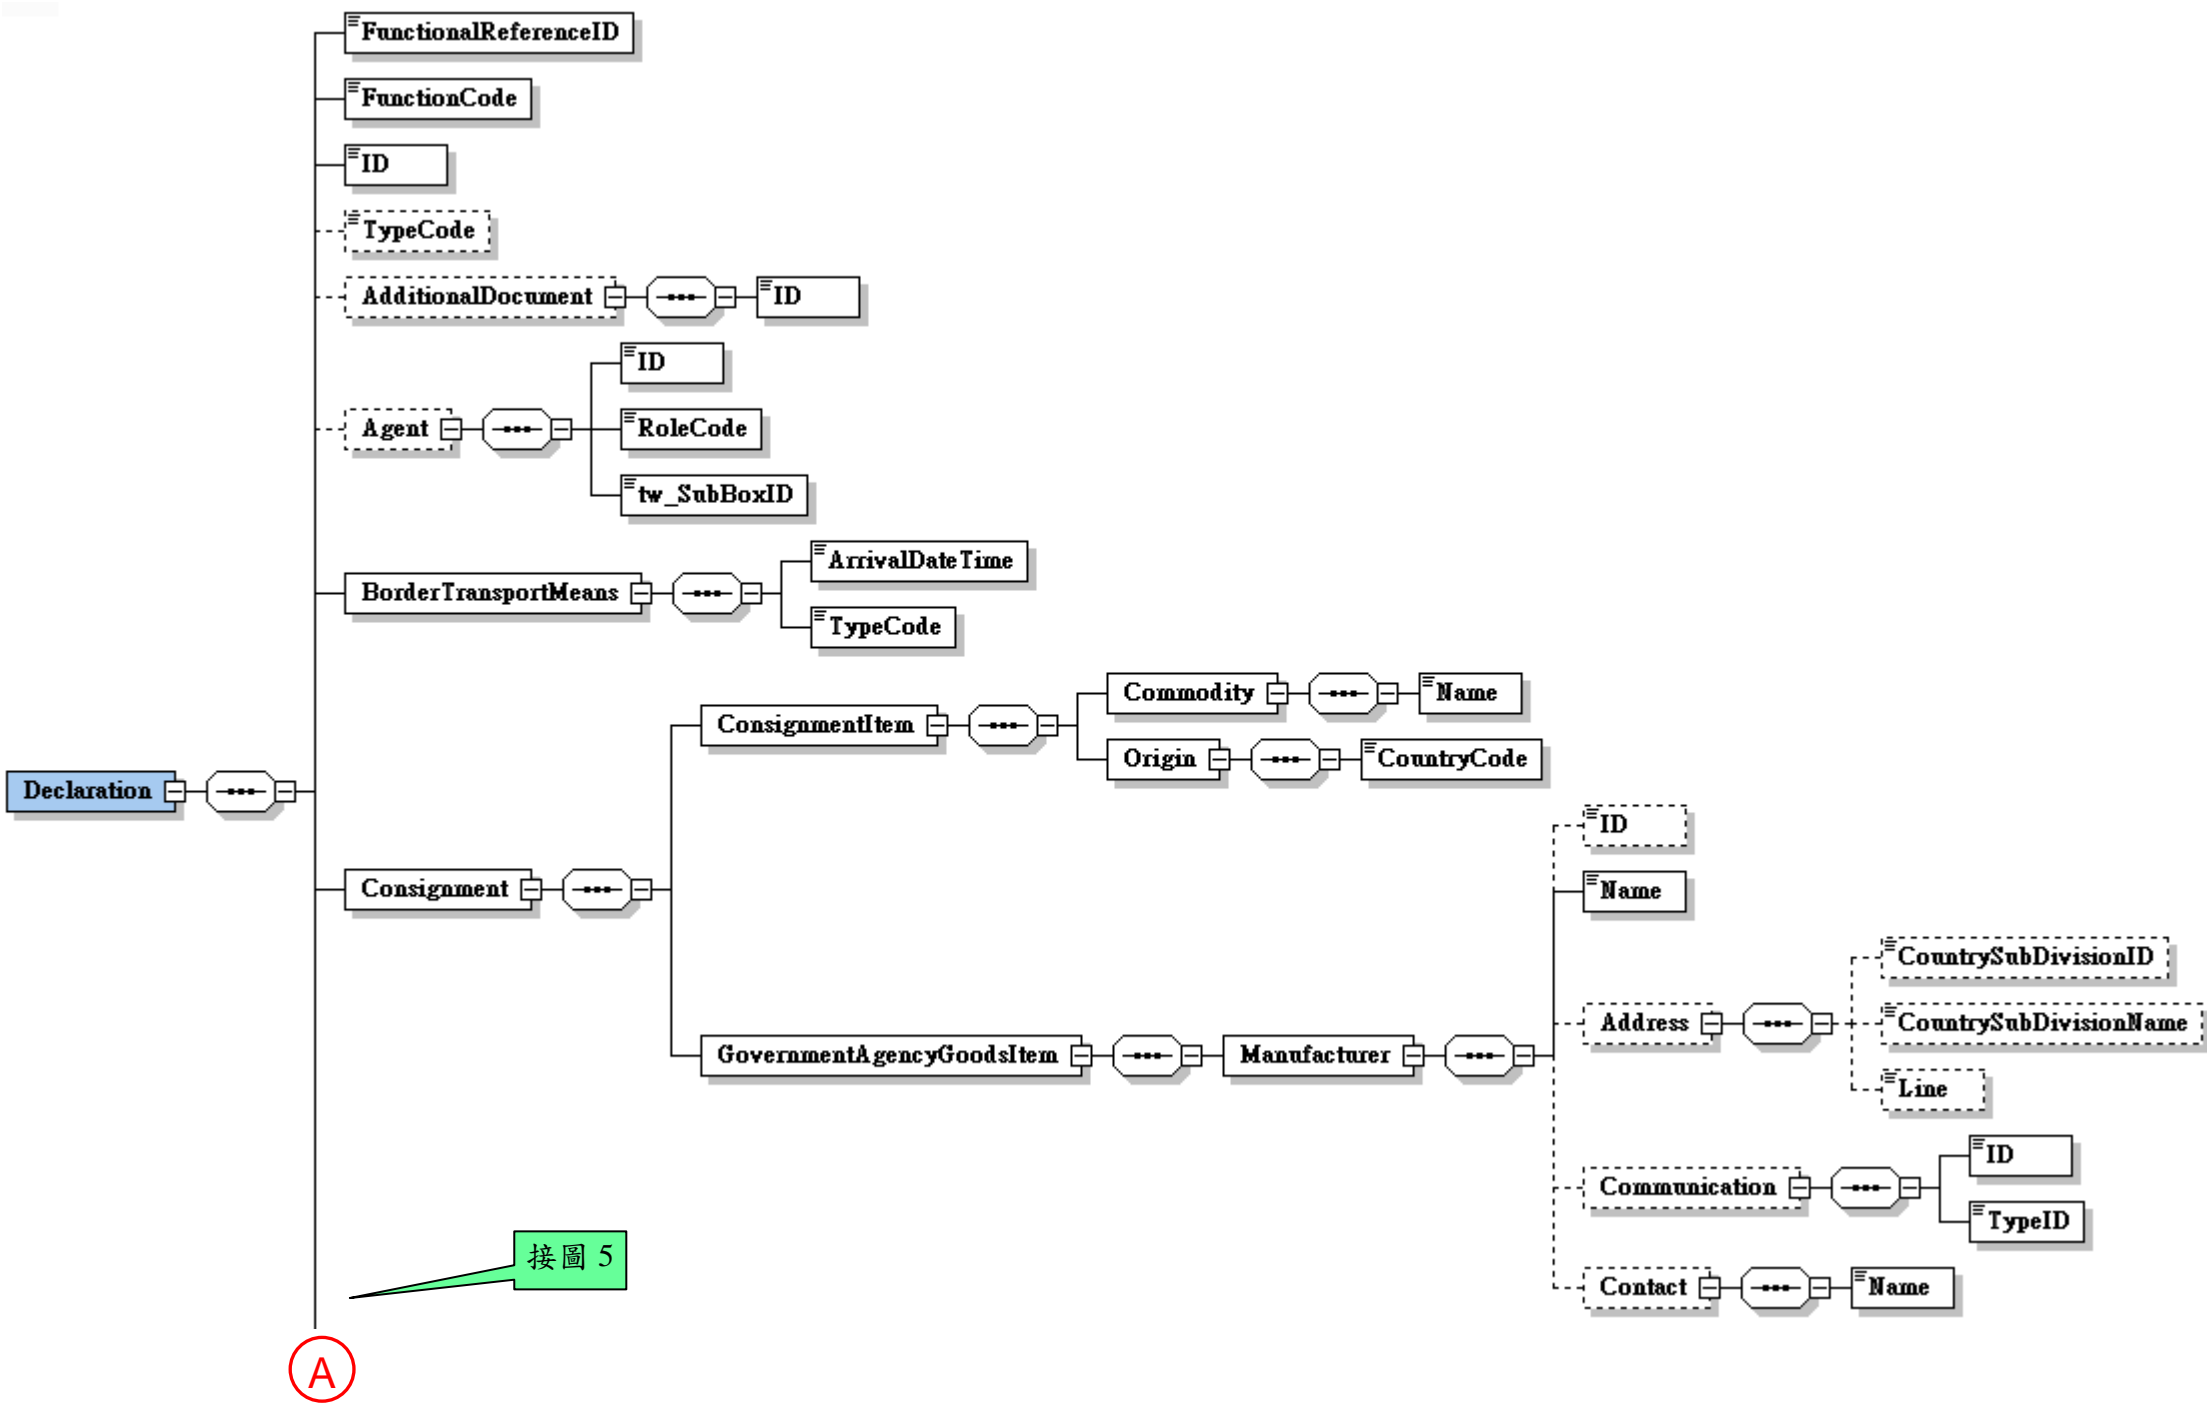 FunctionalReferenceID
FunctionCode
ID
TypeCode
AdditionalDocument
ID
Agent
ID
RoleCode
tw_SubBoxID
BorderTransportMeans
ArrivalDateTime
TypeCode
Declaration
Consignment
ConsignmentItem
Commodity
Name
Origin
CountryCode
GovernmentAgencyGoodsItem
Manufacturer
ID
Name
Address
CountrySubDivisionID
CountrySubDivisionName
Line
Communication
ID
TypeID
Contact
Name
接圖 5
A